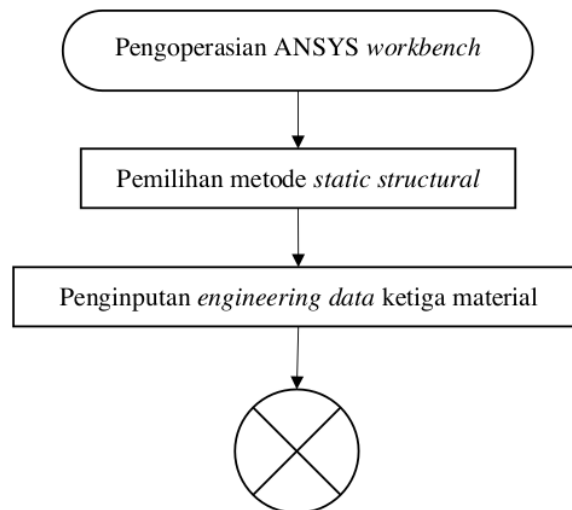 Pengoperasian ANSYS workbench
Pemilihan metode static structural
Penginputan engineering data ketiga material